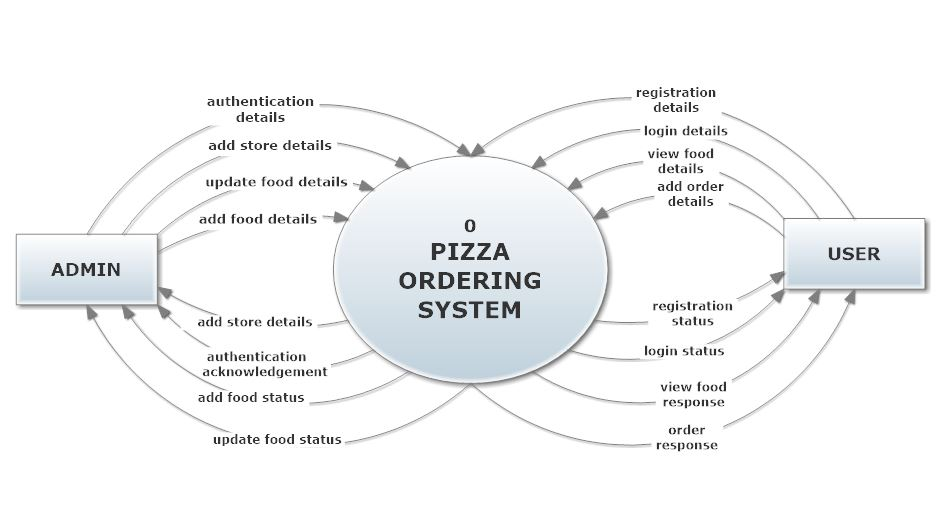 authentication
details
add store details
update food details
add food details
ADMIN
add store details
authentication
acknowledgement
add food status
update food status
0
PIZZA
ORDERING
SYSTEM
registration
details
login details
view food
details
add order
details
USER
registration
status
login status
view food
response
order
response